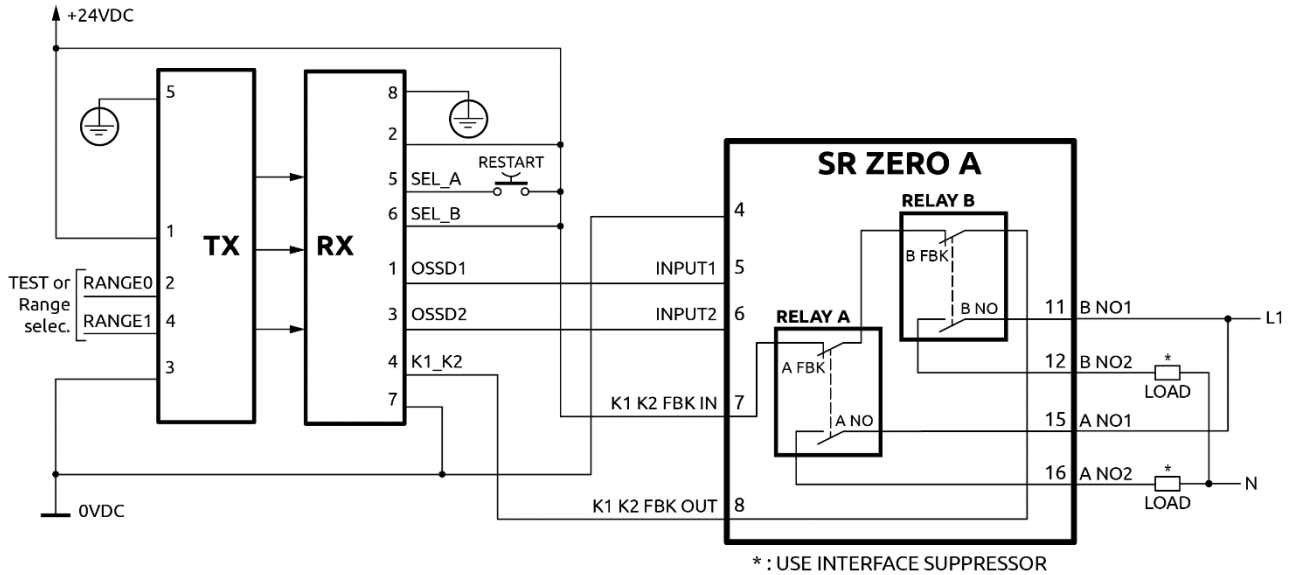 +24VDC
TX
5
1
TEST or
Range
selec.
RANGE0
2
RANGE1
4
3
0VDC
RX
8
2
5
SEL_A
RESTART
6
SEL_B
1
OSSD1
3
OSSD2
4
K1_K2
7
SR ZERO A
4
INPUT1
5
INPUT2
6
K1 K2 FBK IN
7
K1 K2 FBK OUT
8
RELAY B
B FBK
B NO
RELAY A
A FBK
A NO
11
B NO1
L1
12
B NO2
*
LOAD
15
A NO1
16
A NO2
*
LOAD
N
* : USE INTERFACE SUPPRESSOR